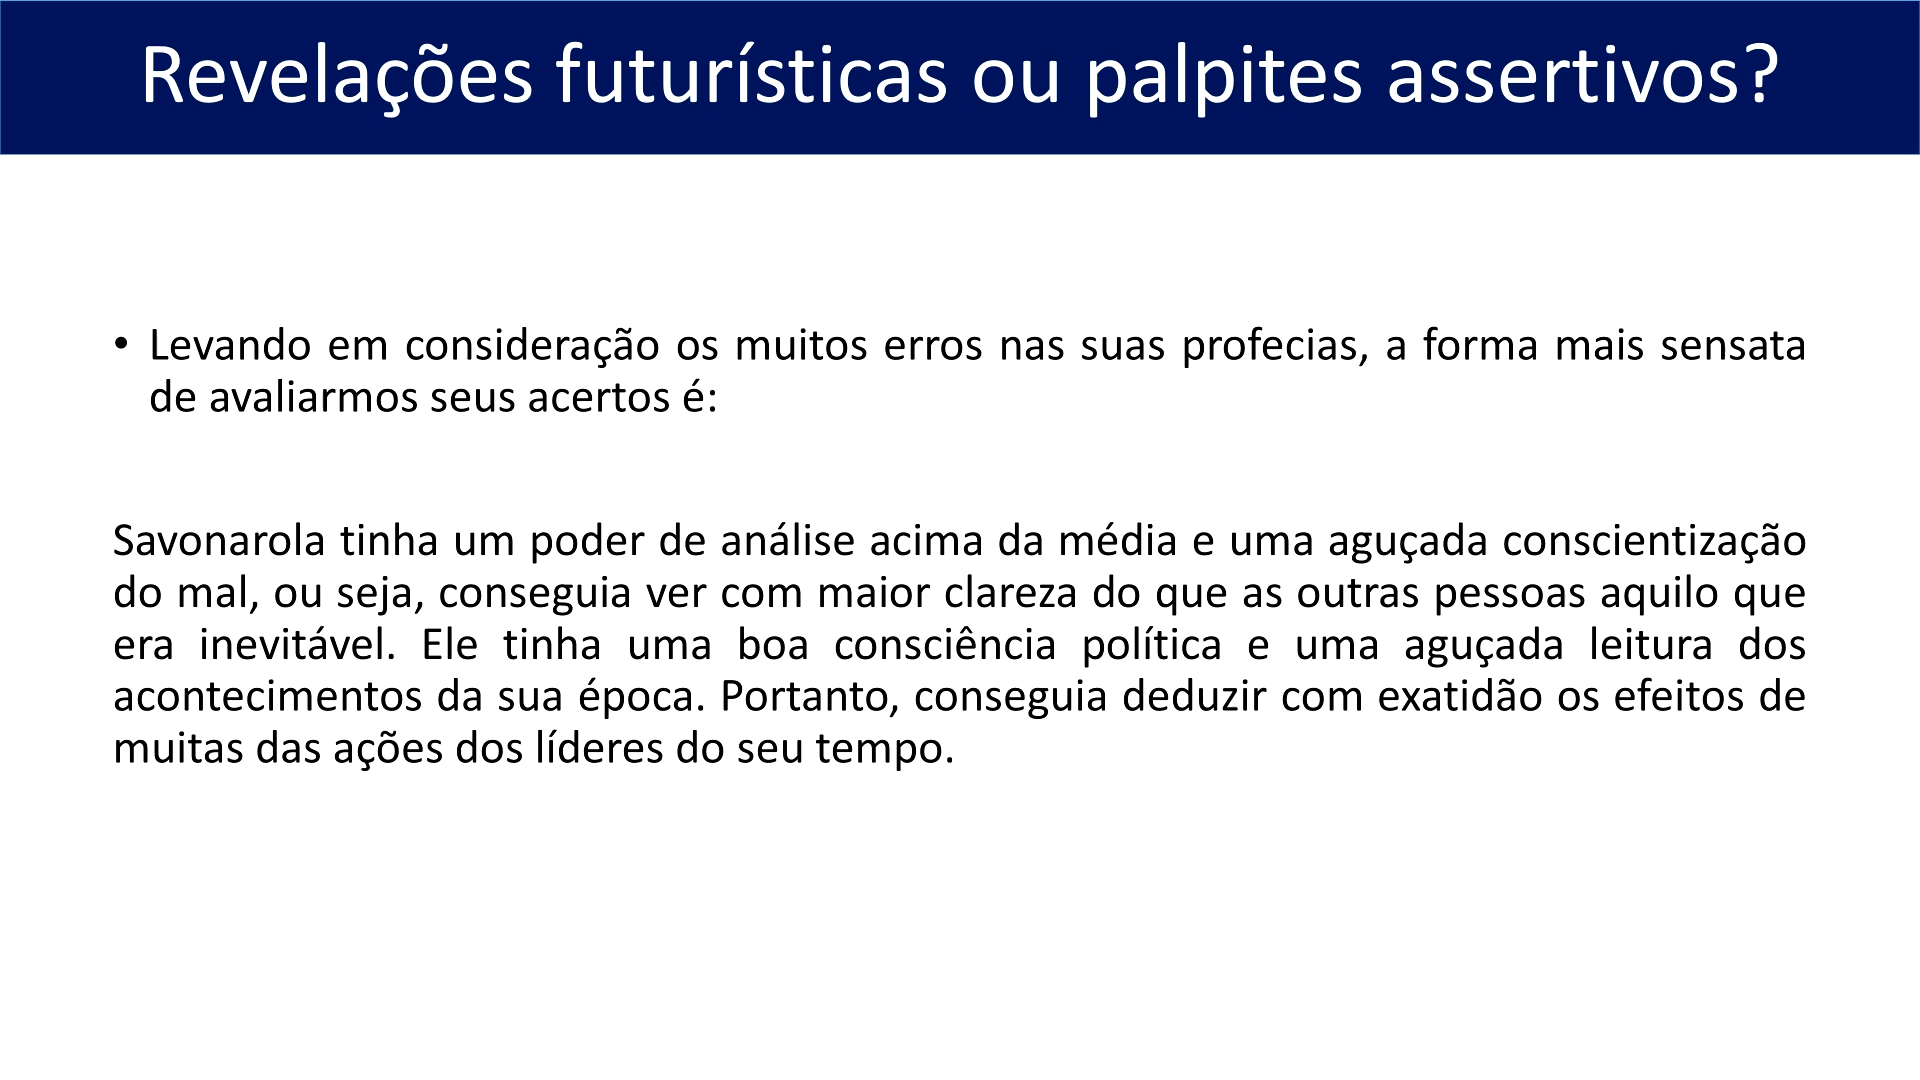 Revelações futurísticas ou palpites assertivos?
• Levando em consideração os muitos erros nas suas profecias, a forma mais sensata
de avaliarmos seus acertos é:
Savonarola tinha um poder de análise acima da média e uma aguçada conscientização
do mal, ou seja, conseguia ver com maior clareza do que as outras pessoas aquilo que
era inevitável. Ele tinha uma boa consciência política e uma aguçada leitura dos
acontecimentos da sua época. Portanto, conseguia deduzir com exatidão os efeitos de
muitas das ações dos líderes do seu tempo.